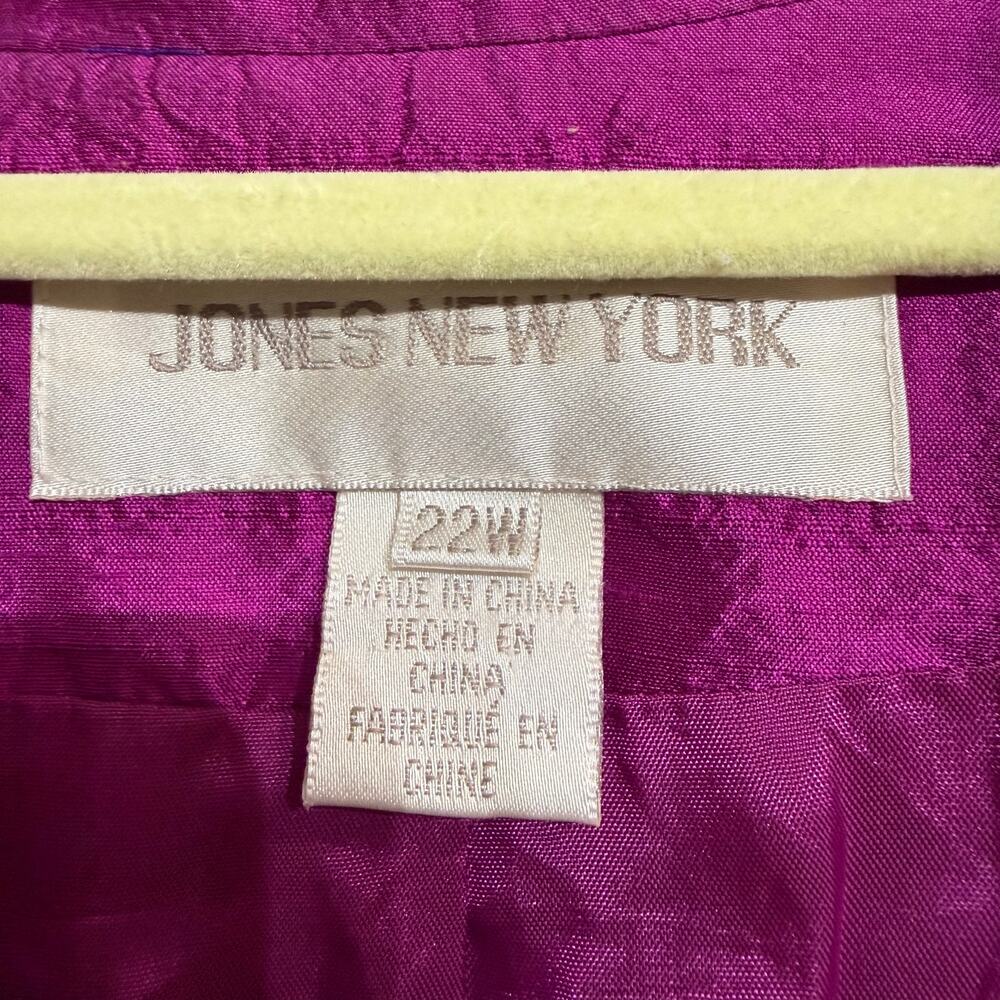 JONES NEW YORK
22W
MADE IN CHINA
HECHO EN
CHINA
FABRIQUÉ EN
CHINE